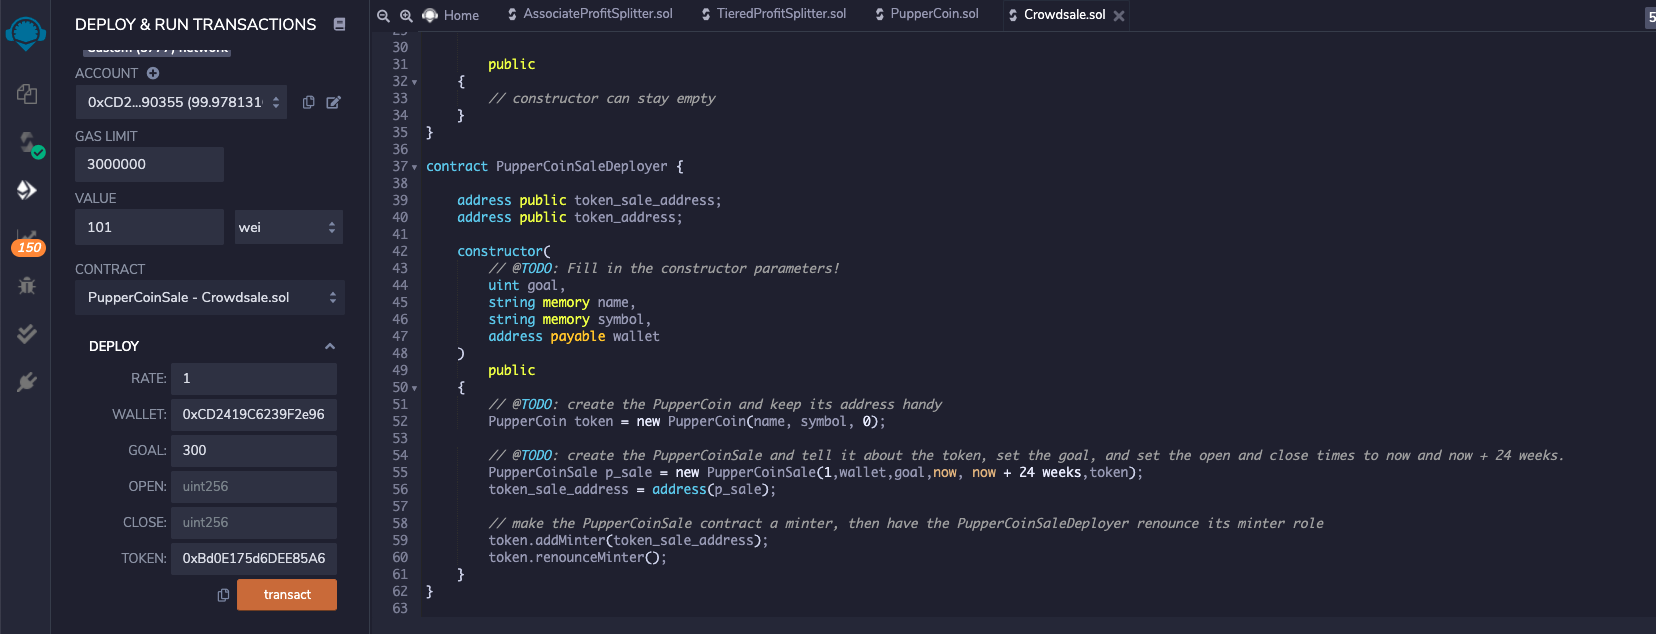 DEPLOY & RUN TRANSACTIONS
Home
AssociateProfitSplitter.sol
TieredProfitSplitter.sol
PupperCoin.sol
Crowdsale.sol
5
network
ACCOUNT
0xCD2...90355 (99.978131
GAS LIMIT
3000000
VALUE
101
wei
150
CONTRACT
PupperCoinSale - Crowdsale.sol
DEPLOY
RATE: 1
WALLET: 0xCD2419C6239F2e96
GOAL: 300
OPEN: uint256
CLOSE: uint256
TOKEN: 0xBd0E175d6DEE85A6
transact
30
31 public
32 {
33 // constructor can stay empty
34 }
35 }
36
37 contract PupperCoinSaleDeployer {
38
39 address public token_sale_address;
40 address public token_address;
41
42 constructor(
43 // @TODO: Fill in the constructor parameters!
44 uint goal,
45 string memory name,
46 string memory symbol,
47 address payable wallet
48 )
49 public
50 {
51 // @TODO: create the PupperCoin and keep its address handy
52 PupperCoin token = new PupperCoin(name, symbol, 0);
53
54 // @TODO: create the PupperCoinSale and tell it about the token, set the goal, and set the open and close times to now and now + 24 weeks.
55 PupperCoinSale p_sale = new PupperCoinSale(1,wallet,goal,now, now + 24 weeks,token);
56 token_sale_address = address(p_sale);
57
58 // make the PupperCoinSale contract a minter, then have the PupperCoinSaleDeployer renounce its minter role
59 token.addMinter(token_sale_address);
60 token.renounceMinter();
61 }
62 }
63